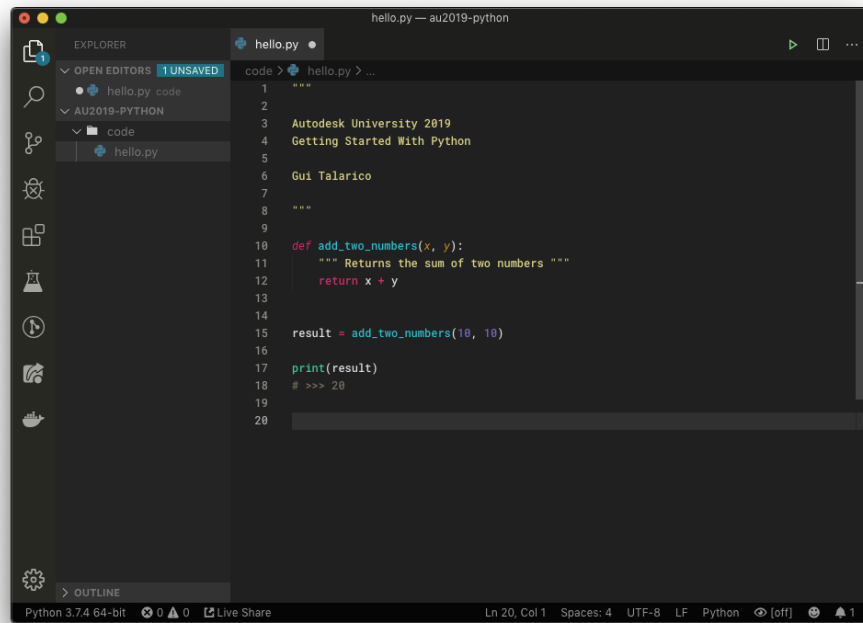 hello.py — au2019-python
EXPLORER
OPEN EDITORS 1 UNSAVED
hello.py code
AU2019-PYTHON
code
hello.py
OUTLINE
1
hello.py
code > hello.py > ...
1 """
2
3 Autodesk University 2019
4 Getting Started With Python
5
6 Gui Talarico
7
8 """
9
10 def add_two_numbers(x, y):
11 """ Returns the sum of two numbers """
12 return x + y
13
14
15 result = add_two_numbers(10, 10)
16
17 print(result)
18 # >>> 20
19
20
Python 3.7.4 64-bit 0 0 Live Share Ln 20, Col 1 Spaces: 4 UTF-8 LF Python [off] 1